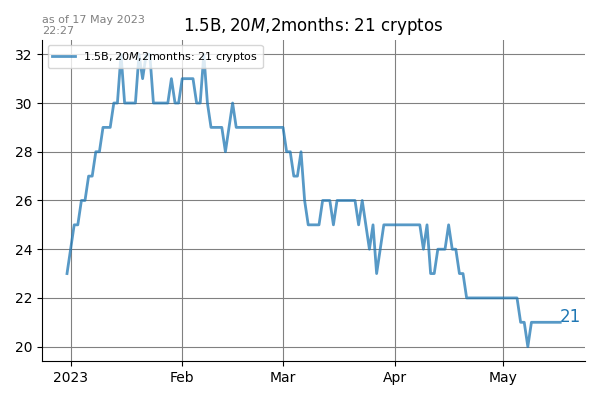 as of 17 May 2023
22:27
1.5B, 20M,2months: 21 cryptos
1.5B, 20M,2months: 21 cryptos
32
30
28
26
24
22
20
21
2023
Feb
Mar
Apr
May